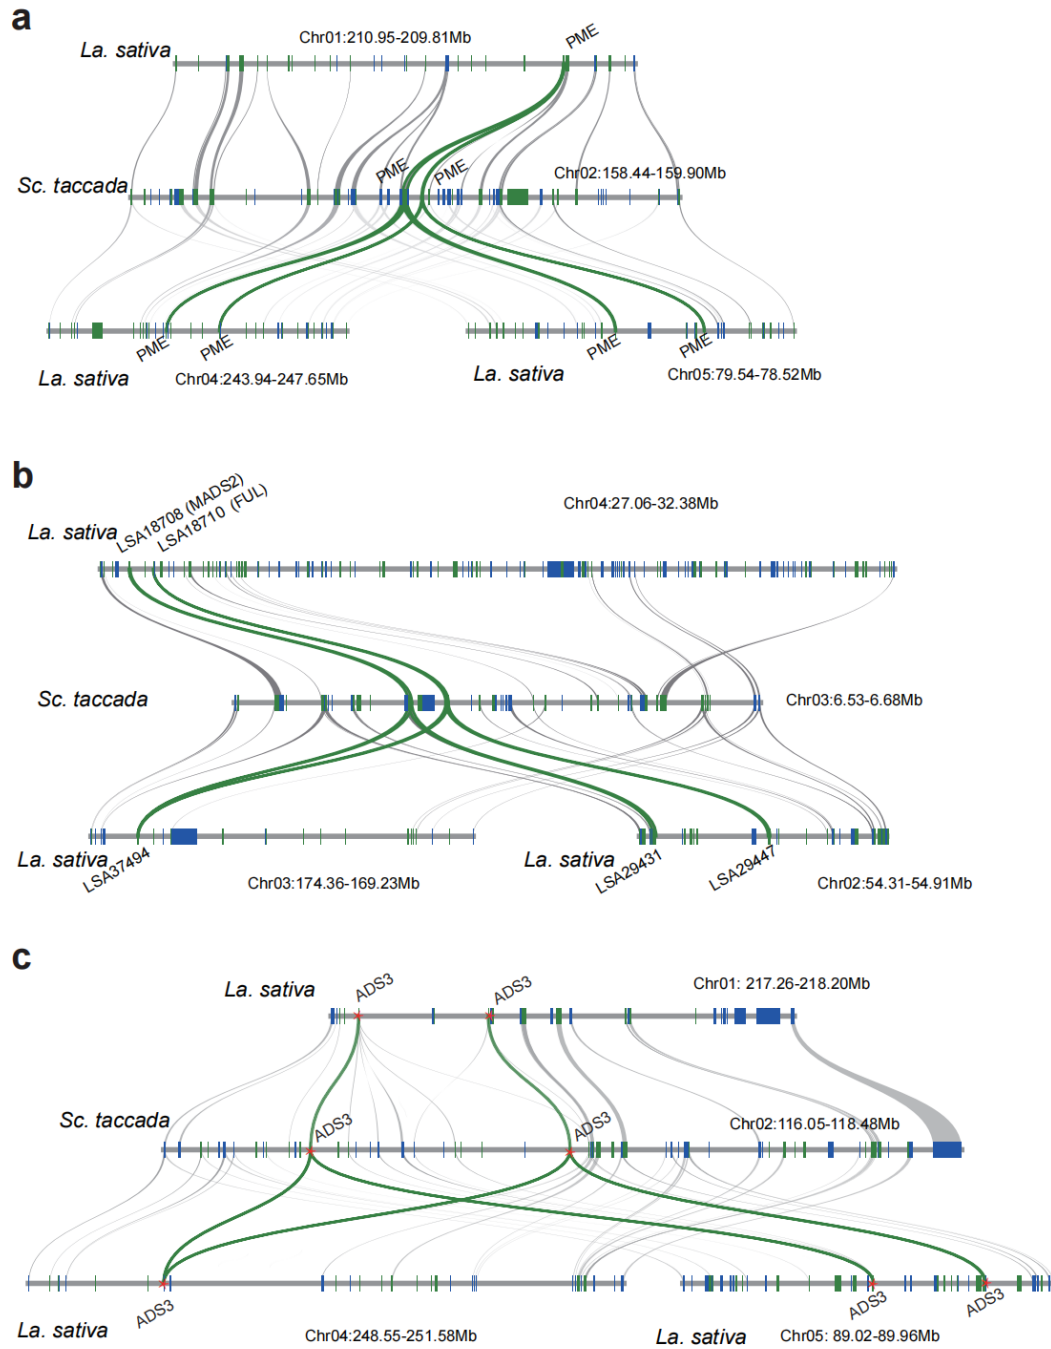 a
La. sativa
Chr01:210.95-209.81Mb
PME
Sc. taccada
PME
PME
Chr02:158.44-159.90Mb
PME
PME
PME
PME
La. sativa
Chr04:243.94-247.65Mb
La. sativa
Chr05:79.54-78.52Mb
b
La. sativa
LSA18708 (MADS2)
LSA18710 (FUL)
Chr04:27.06-32.38Mb
Sc. taccada
Chr03:6.53-6.68Mb
La. sativa
LSA37494
Chr03:174.36-169.23Mb
La. sativa
LSA29431
LSA29447
Chr02:54.31-54.91Mb
c
La. sativa
ADS3
ADS3
Chr01: 217.26-218.20Mb
Sc. taccada
ADS3
ADS3
Chr02:116.05-118.48Mb
ADS3
ADS3
ADS3
La. sativa
Chr04:248.55-251.58Mb
La. sativa
Chr05: 89.02-89.96Mb